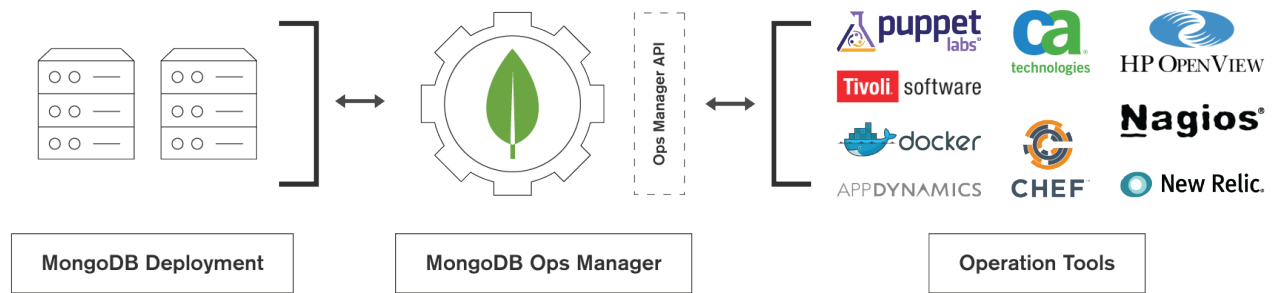 Ops Manager API
puppet
labs®
ca®
technologies
HP OPENVIEW
Tivoli. software
Nagios®
docker
APPDYNAMICS
CHEF™
New Relic®
MongoDB Deployment
MongoDB Ops Manager
Operation Tools